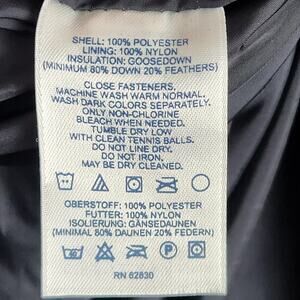 SHELL: 100% POLYESTER
LINING: 100% NYLON
INSULATION: GOOSEDOWN
(MINIMUM 80% DOWN 20% FEATHERS)
CLOSE FASTENERS.
MACHINE WASH WARM NORMAL.
WASH DARK COLORS SEPARATELY.
ONLY NON-CHLORINE
BLEACH WHEN NEEDED.
TUMBLE DRY LOW
WITH CLEAN TENNIS BALLS.
DO NOT LINE DRY.
DO NOT IRON.
MAY BE DRY CLEANED.
OBERSTOFF: 100% POLYESTER
FUTTER: 100% NYLON
ISOLIERUNG: GÄNSEDAUNEN
(MINIMAL 80% DAUNEN 20% FEDERN)
40 P
RN 62830